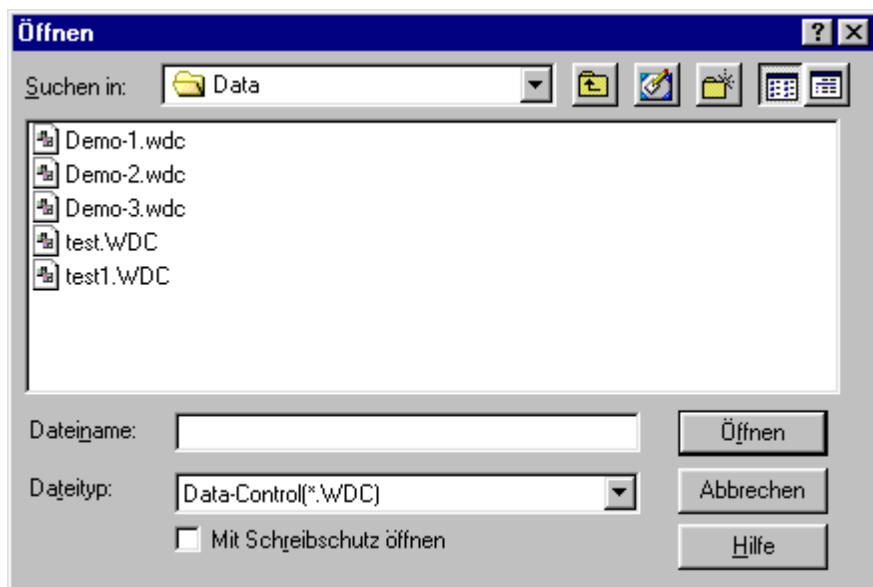 Öffnen
Suchen in: Data
Demo-1.wdc
Demo-2.wdc
Demo-3.wdc
test.WDC
test1.WDC
Dateiname: Öffnen
Dateityp: Data-Control(*.WDC) Abbrechen
Mit Schreibschutz öffnen Hilfe